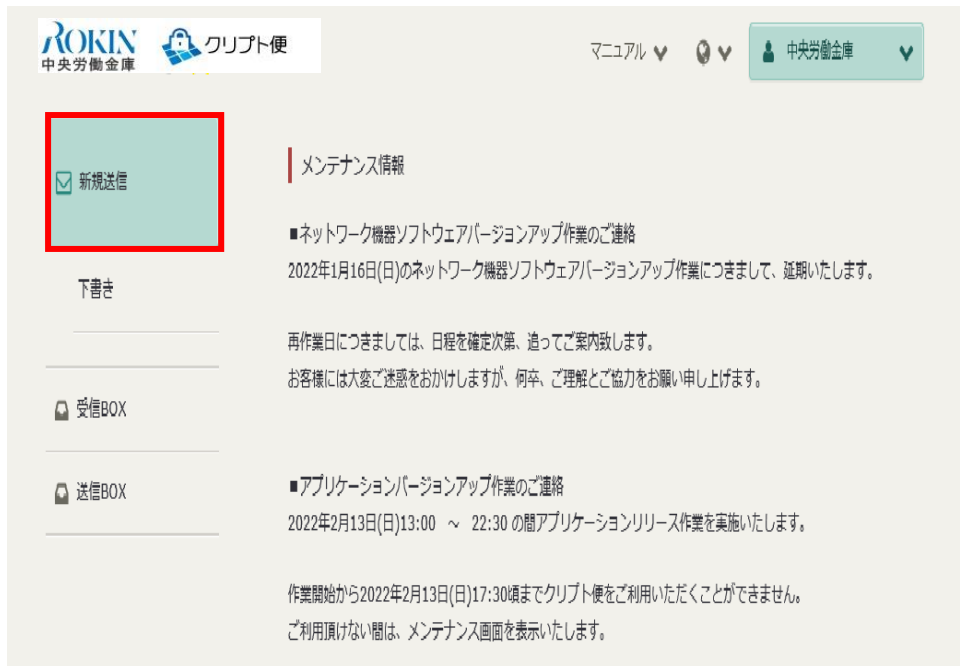 ROKIN
中央労働金庫
クリプト便
マニュアル
中央労働金庫
新規送信
下書き
受信BOX
送信BOX
メンテナンス情報
■ネットワーク機器ソフトウェアバージョンアップ作業のご連絡
2022年1月16日(日)のネットワーク機器ソフトウェアバージョンアップ作業につきまして、延期いたします。
再作業日につきましては、日程を確定次第、追ってご案内致します。
お客様には大変ご迷惑をおかけしますが、何卒、ご理解とご協力をお願い申し上げます。
■アプリケーションバージョンアップ作業のご連絡
2022年2月13日(日)13:00 ～ 22:30 の間アプリケーションリリース作業を実施いたします。
作業開始から2022年2月13日(日)17:30頃までクリプト便をご利用いただくことができません。
ご利用頂けない間は、メンテナンス画面を表示いたします。